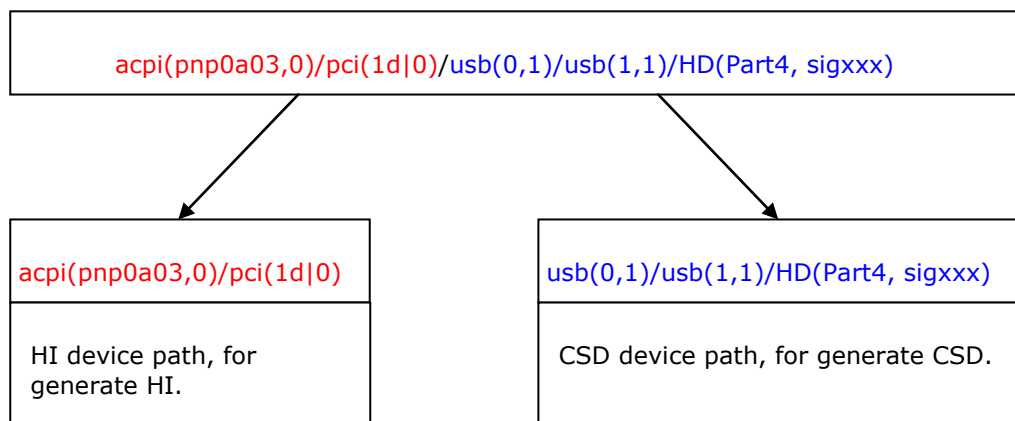 acpi(pnp0a03,0)/pci(1d|0)/usb(0,1)/usb(1,1)/HD(Part4, sigxxx)
acpi(pnp0a03,0)/pci(1d|0)
HI device path, for
generate HI.
usb(0,1)/usb(1,1)/HD(Part4, sigxxx)
CSD device path, for generate CSD.